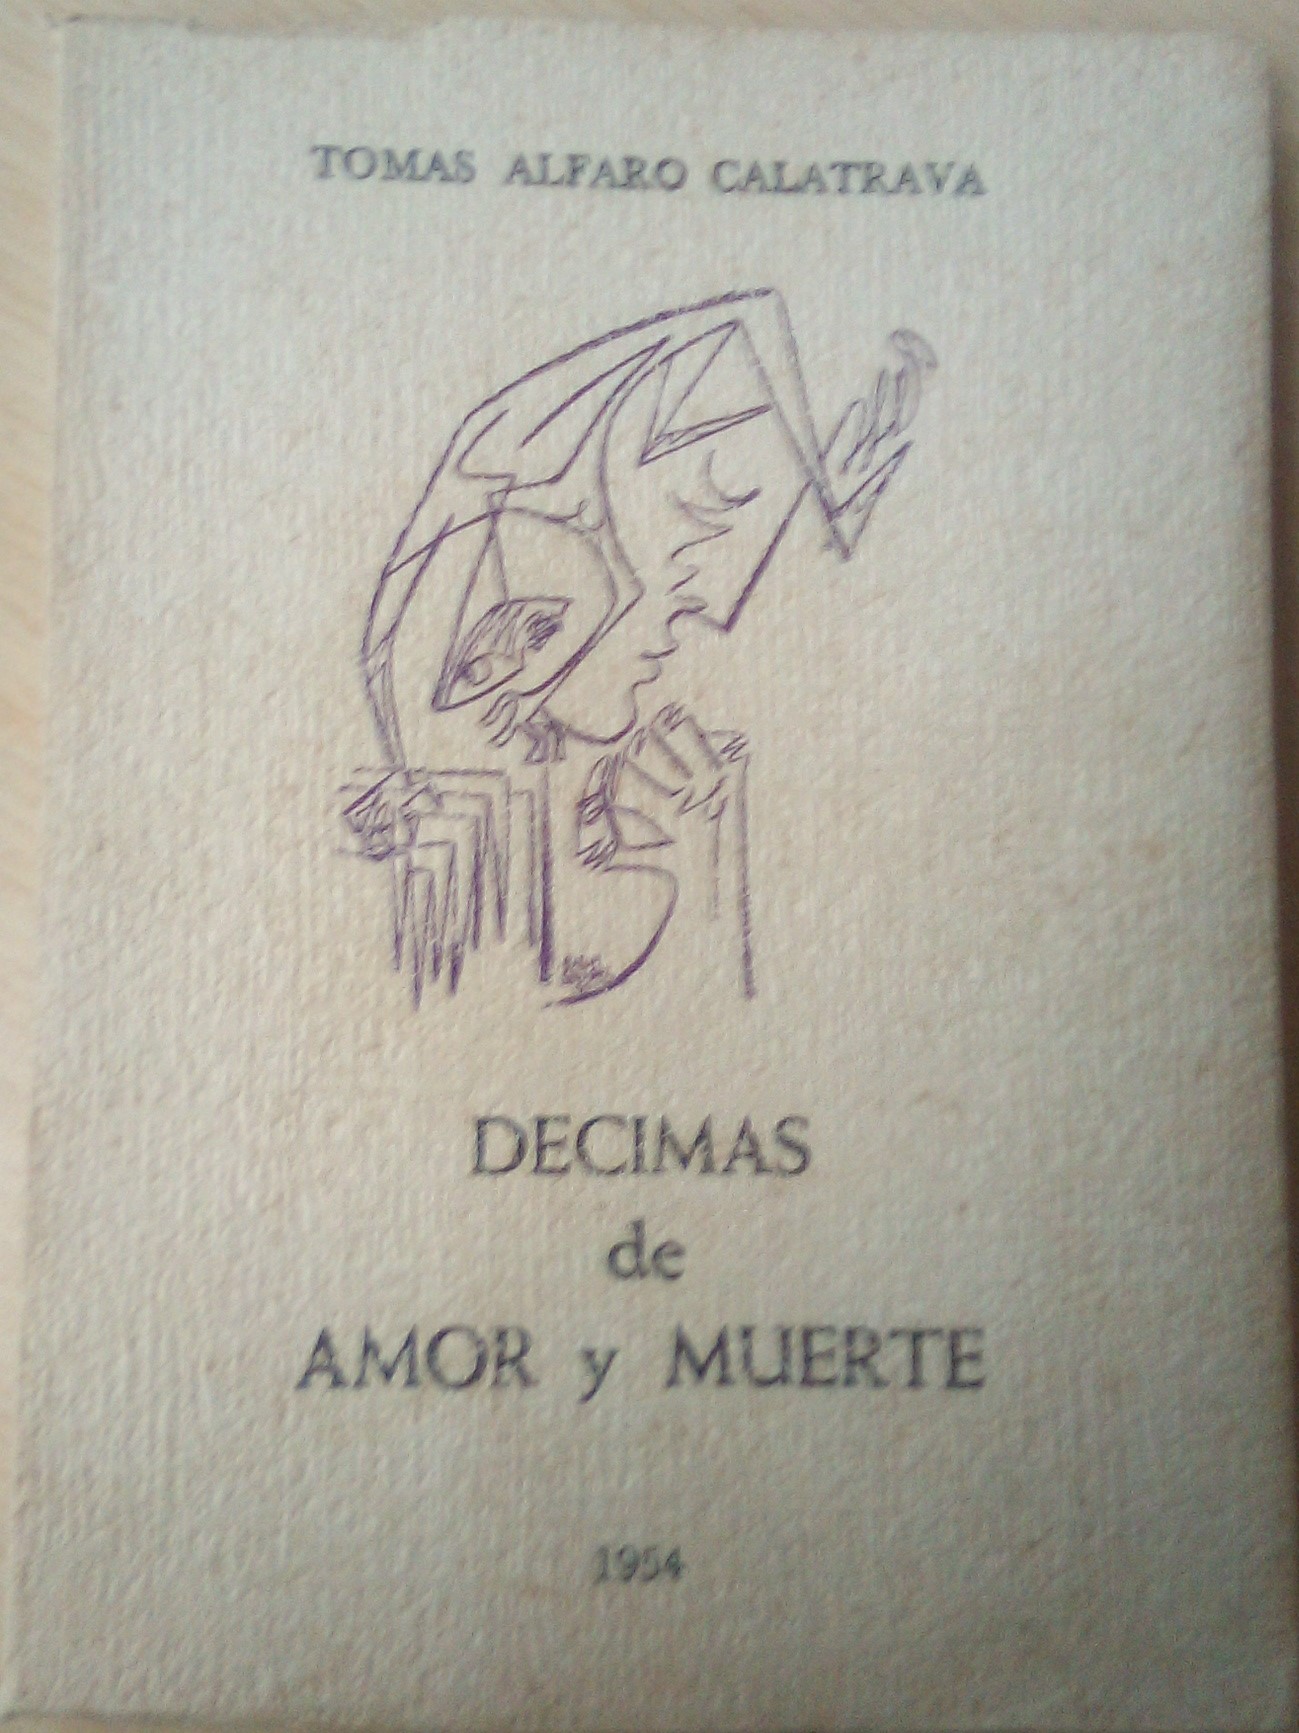 TOMAS ALFARO CALATRAVA
DECIMAS
de
AMOR y MUERTE
1954